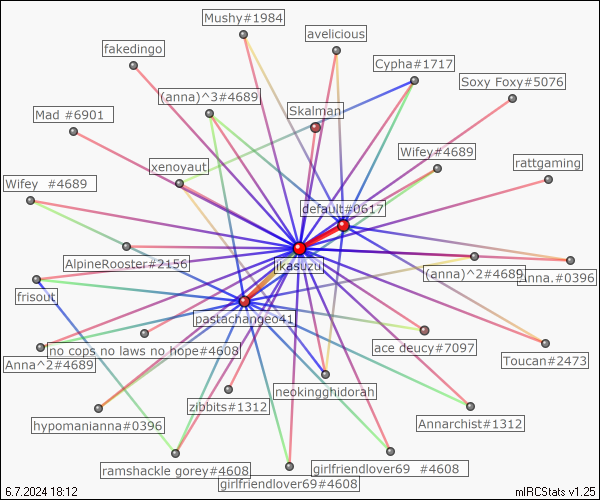 Mushy#1984
avelicious
fakedingo
Cypha#1717
Soxy Foxy#5076
(anna)^3#4689
Skalman
Mad #6901
Wifey#4689
xenoyaut
rattgaming
Wifey #4689
default#0617
AlpineRooster#2156
ikasuzu
(anna)^2#4689
Anna.#0396
frisout
pastachangeo41
no cops no laws no hope#4608
ace deucy#7097
Anna^2#4689
Toucan#2473
neokingghidorah
zibbits#1312
hypomanianna#0396
Annarchist#1312
ramshackle gorey#4608
girlfriendlover69 #4608
girlfriendlover69#4608
6.7.2024 18:12
mIRCStats v1.25